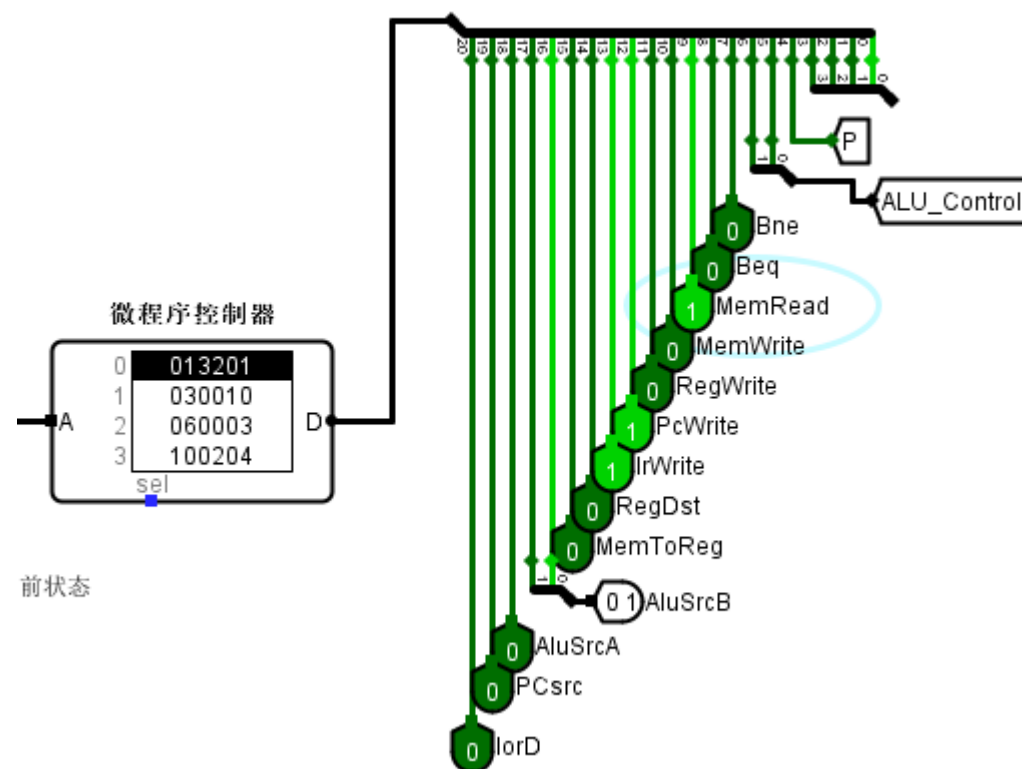 20 19 18 17 16 15 14 13 12 11 10 9 8 7 6 5 4 3 2 1 0
3 2 1 0
P
1 0
ALU_Control
0 Bne
0 Beq
1 MemRead
0 MemWrite
0 RegWrite
1 PcWrite
1 IrWrite
0 RegDst
0 MemToReg
1 0
0 1 AluSrcB
0 AluSrcA
0 PCsrc
0 IorD
微程序控制器
0 013201
1 030010
A 2 060003 D
3 100204
sel
前状态